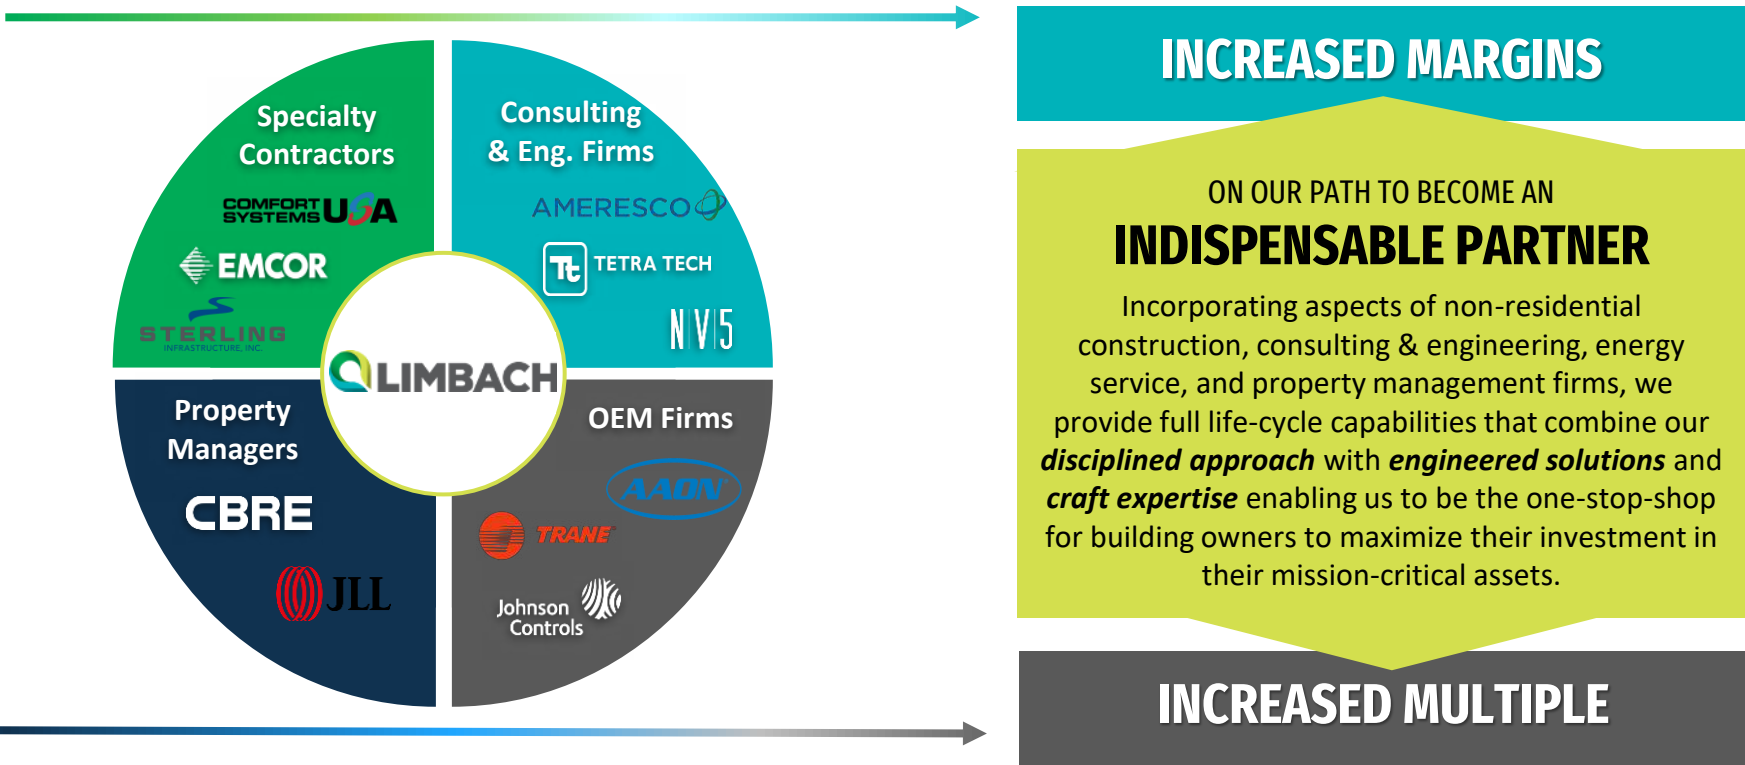 Specialty
Contractors
COMFORT
SYSTEMS USA
EMCOR
STERLING
INFRASTRUCTURE, INC.
Consulting
& Eng. Firms
AMERESCO
Tt TETRA TECH
N|V|5
LIMBACH
Property
Managers
CBRE
JLL
OEM Firms
AAON
TRANE
Johnson
Controls
INCREASED MARGINS
ON OUR PATH TO BECOME AN
INDISPENSABLE PARTNER
Incorporating aspects of non-residential
construction, consulting & engineering, energy
service, and property management firms, we
provide full life-cycle capabilities that combine our
disciplined approach with engineered solutions and
craft expertise enabling us to be the one-stop-shop
for building owners to maximize their investment in
their mission-critical assets.
INCREASED MULTIPLE